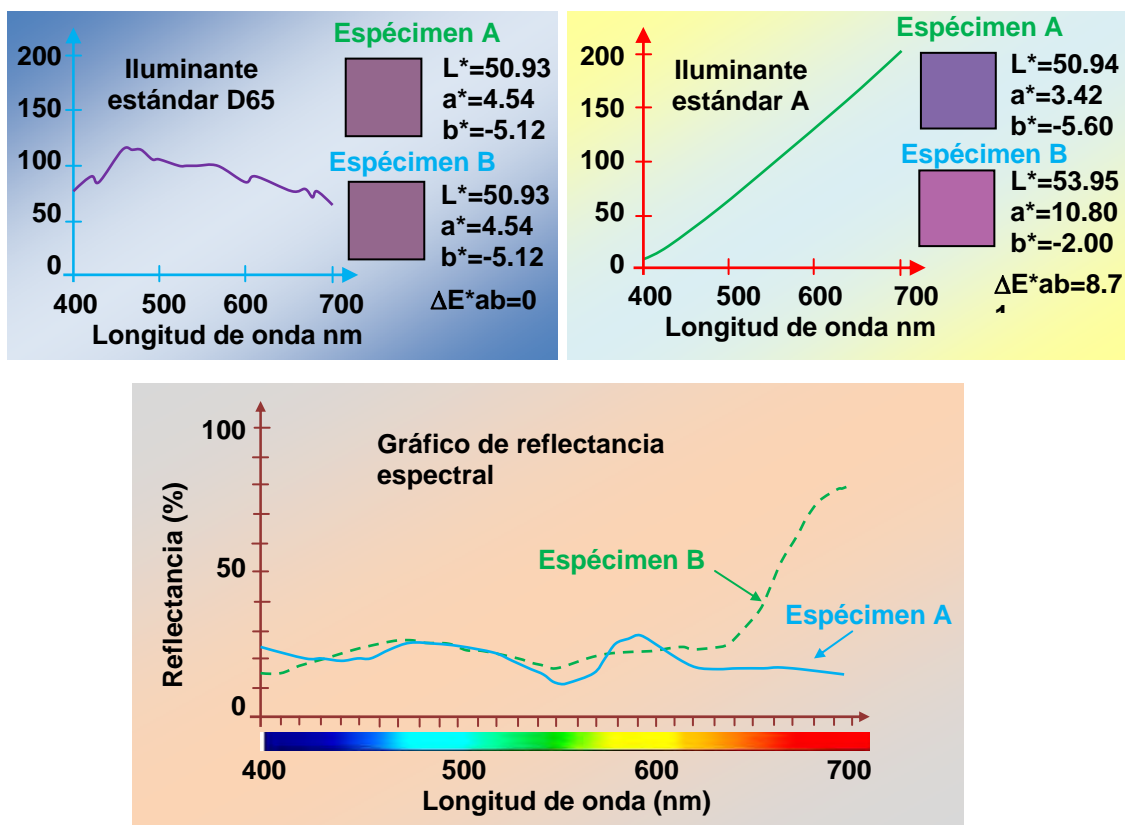 Espécimen A
200
Iluminante
estándar D65
L*=50.93
a*=4.54
b*=-5.12
150
100
Espécimen B
50
L*=50.93
a*=4.54
b*=-5.12
0
400 500 600 700
ΔE*ab=0
Longitud de onda nm
Espécimen A
200
Iluminante
estándar A
L*=50.94
a*=3.42
b*=-5.60
150
100
Espécimen B
50
L*=53.95
a*=10.80
b*=-2.00
0
400 500 600 700
ΔE*ab=8.7
1
Longitud de onda nm
100
Gráfico de reflectancia
espectral
Reflectancia (%)
50
Espécimen B
Espécimen A
0
400 500 600 700
Longitud de onda (nm)